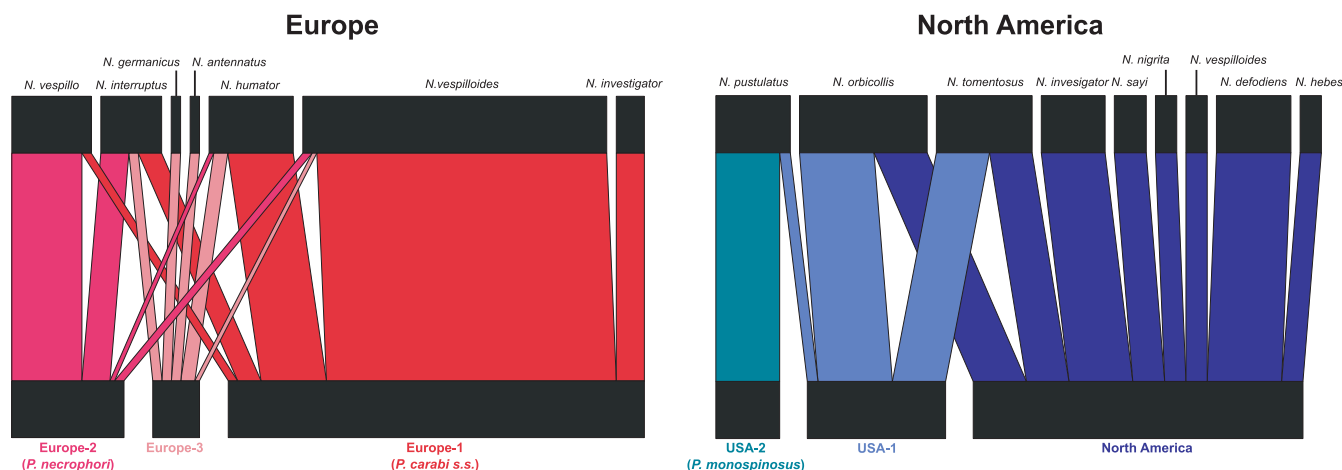 Europe
N. germanicus N. antennatus
N. vespillo N. interruptus N. humator N.vespilloides N. investigator
Europe-2 Europe-3 Europe-1
(P. necrophori) (P. carabi s.s.)
North America
N. nigrita N. vespilloides
N. pustulatus N. orbicollis N. tomentosus N. invesigator N. sayi N. defodiens N. hebes
USA-2 USA-1 North America
(P. monospinosus)